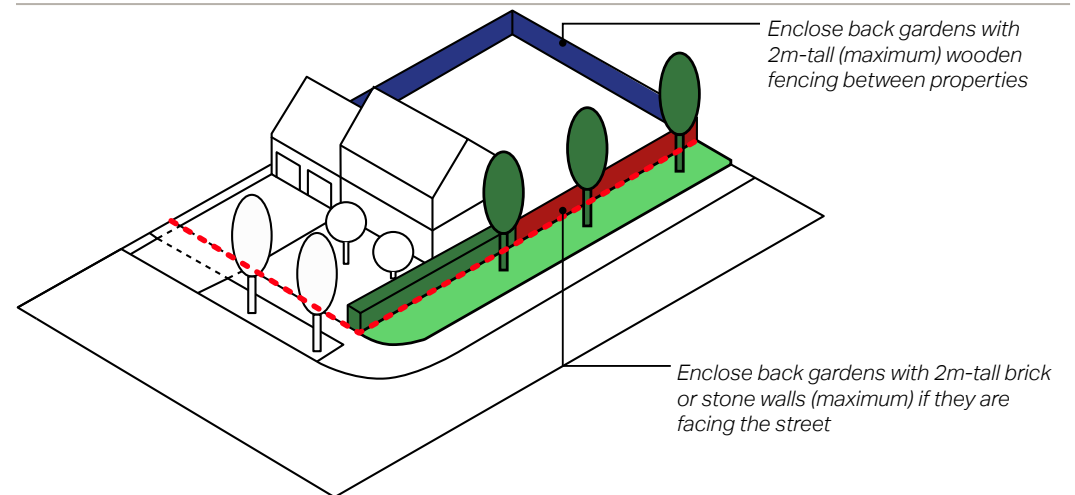 Enclose back gardens with
2m-tall (maximum) wooden
fencing between properties
Enclose back gardens with 2m-tall brick
or stone walls (maximum) if they are
facing the street